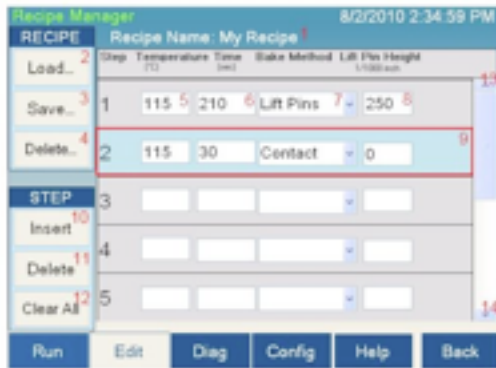 Recipe Manager 8/2/2010 2:34:59 PM
RECIPE Recipe Name: My Recipe 1
Step Temperature Time Bake Method Lift Pin Height
Load... 2
13
Save... 3 1 115 5 210 6 Lift Pins 7 250 8
Delete... 4 2 115 30 Contact 0 9
STEP 3
Insert 10
Delete 11 4
Clear All 12 5 14
Run Edit Diag Config Help Back